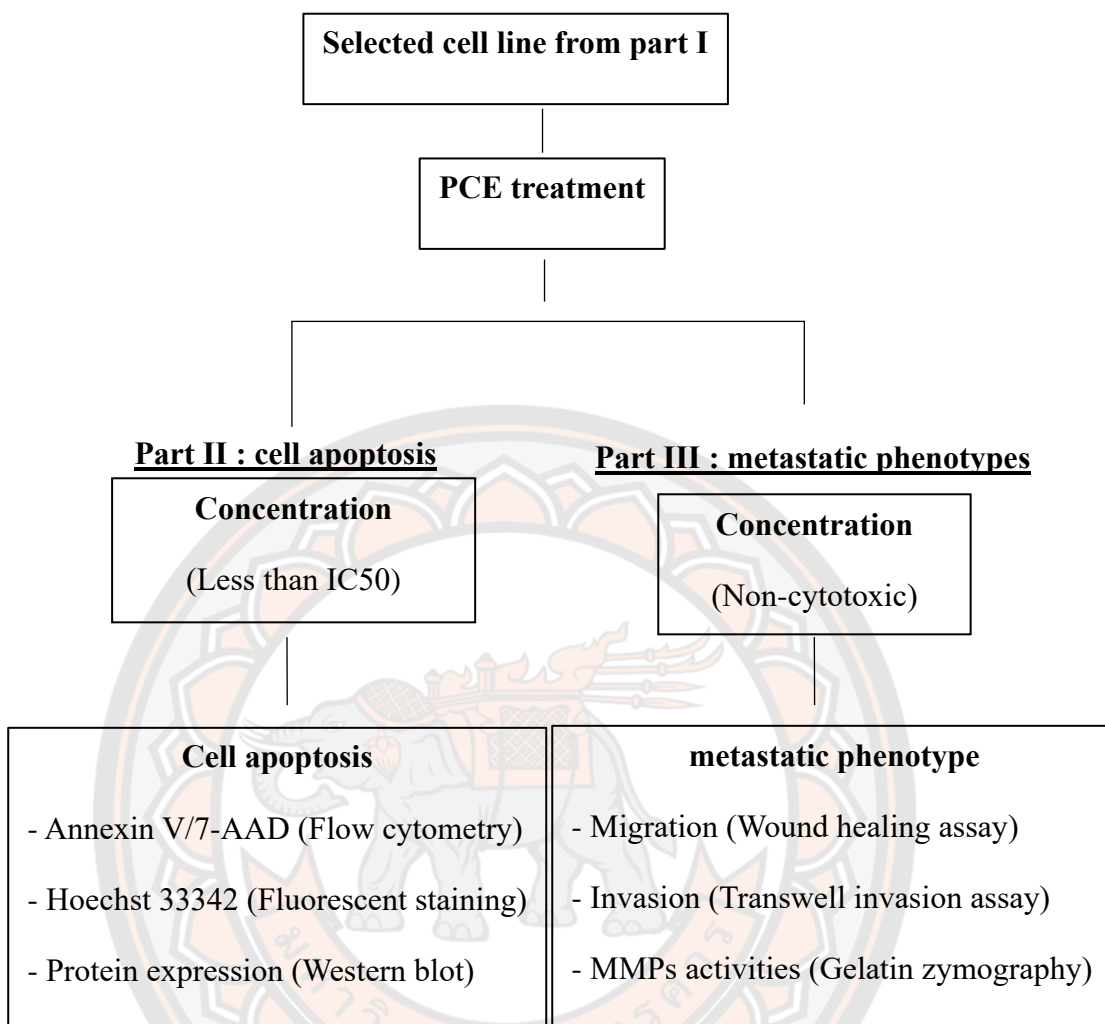 Selected cell line from part I
PCE treatment
Part II : cell apoptosis
Concentration
(Less than IC50)
Cell apoptosis
- Annexin V/7-AAD (Flow cytometry)
- Hoechst 33342 (Fluorescent staining)
- Protein expression (Western blot)
Part III : metastatic phenotypes
Concentration
(Non-cytotoxic)
metastatic phenotype
- Migration (Wound healing assay)
- Invasion (Transwell invasion assay)
- MMPs activities (Gelatin zymography)